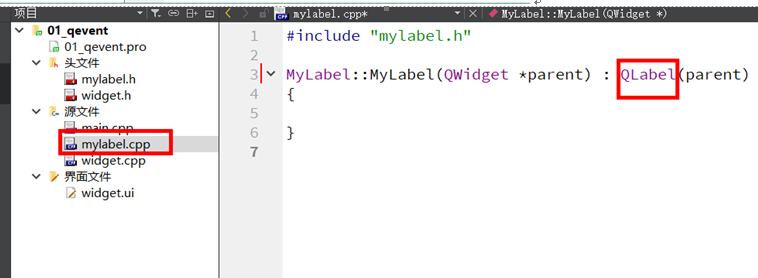 项目
mylabel.cpp*
MyLabel::MyLabel(QWidget *)
01_qevent
01_qevent.pro
头文件
mylabel.h
widget.h
源文件
main.cpp
mylabel.cpp
widget.cpp
界面文件
widget.ui
1 #include "mylabel.h"
2
3 MyLabel::MyLabel(QWidget *parent) : QLabel(parent)
4 {
5
6 }
7